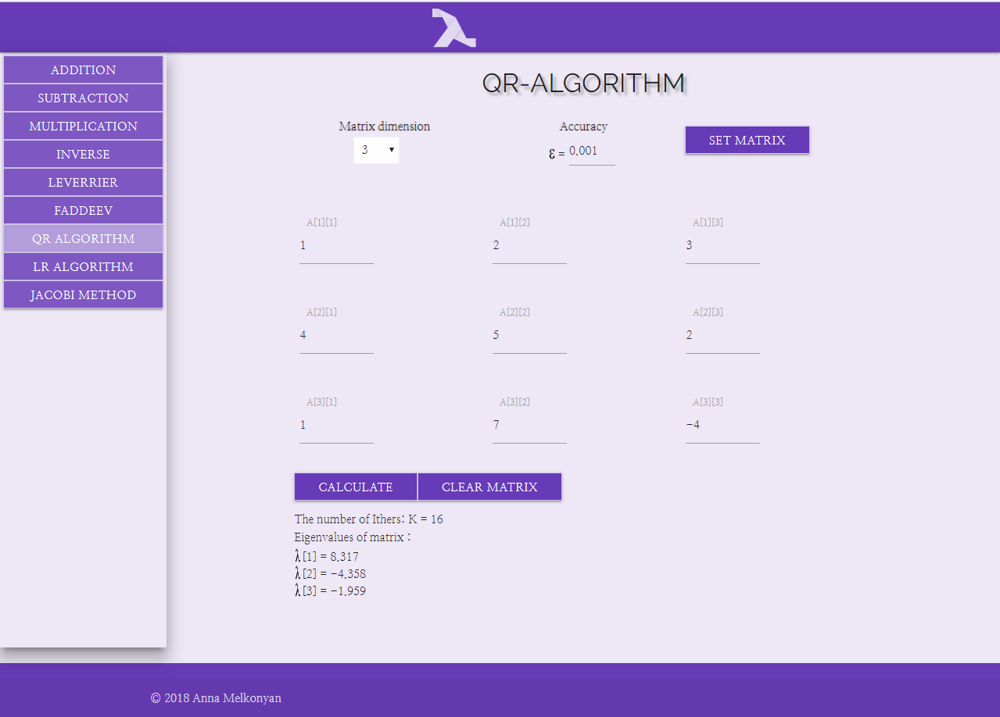 ADDITION
SUBTRACTION
MULTIPLICATION
INVERSE
LEVERRIER
FADDEEV
QR ALGORITHM
LR ALGORITHM
JACOBI METHOD
QR-ALGORITHM
Matrix dimension
3
Accuracy
ε = 0.001
SET MATRIX
A[1][1] A[1][2] A[1][3]
1 2 3
A[2][1] A[2][2] A[2][3]
4 5 2
A[3][1] A[3][2] A[3][3]
1 7 -4
CALCULATE CLEAR MATRIX
The number of Ithers: K = 16
Eigenvalues of matrix :
λ[1] = 8.317
λ[2] = -4.358
λ[3] = -1.959
© 2018 Anna Melkonyan